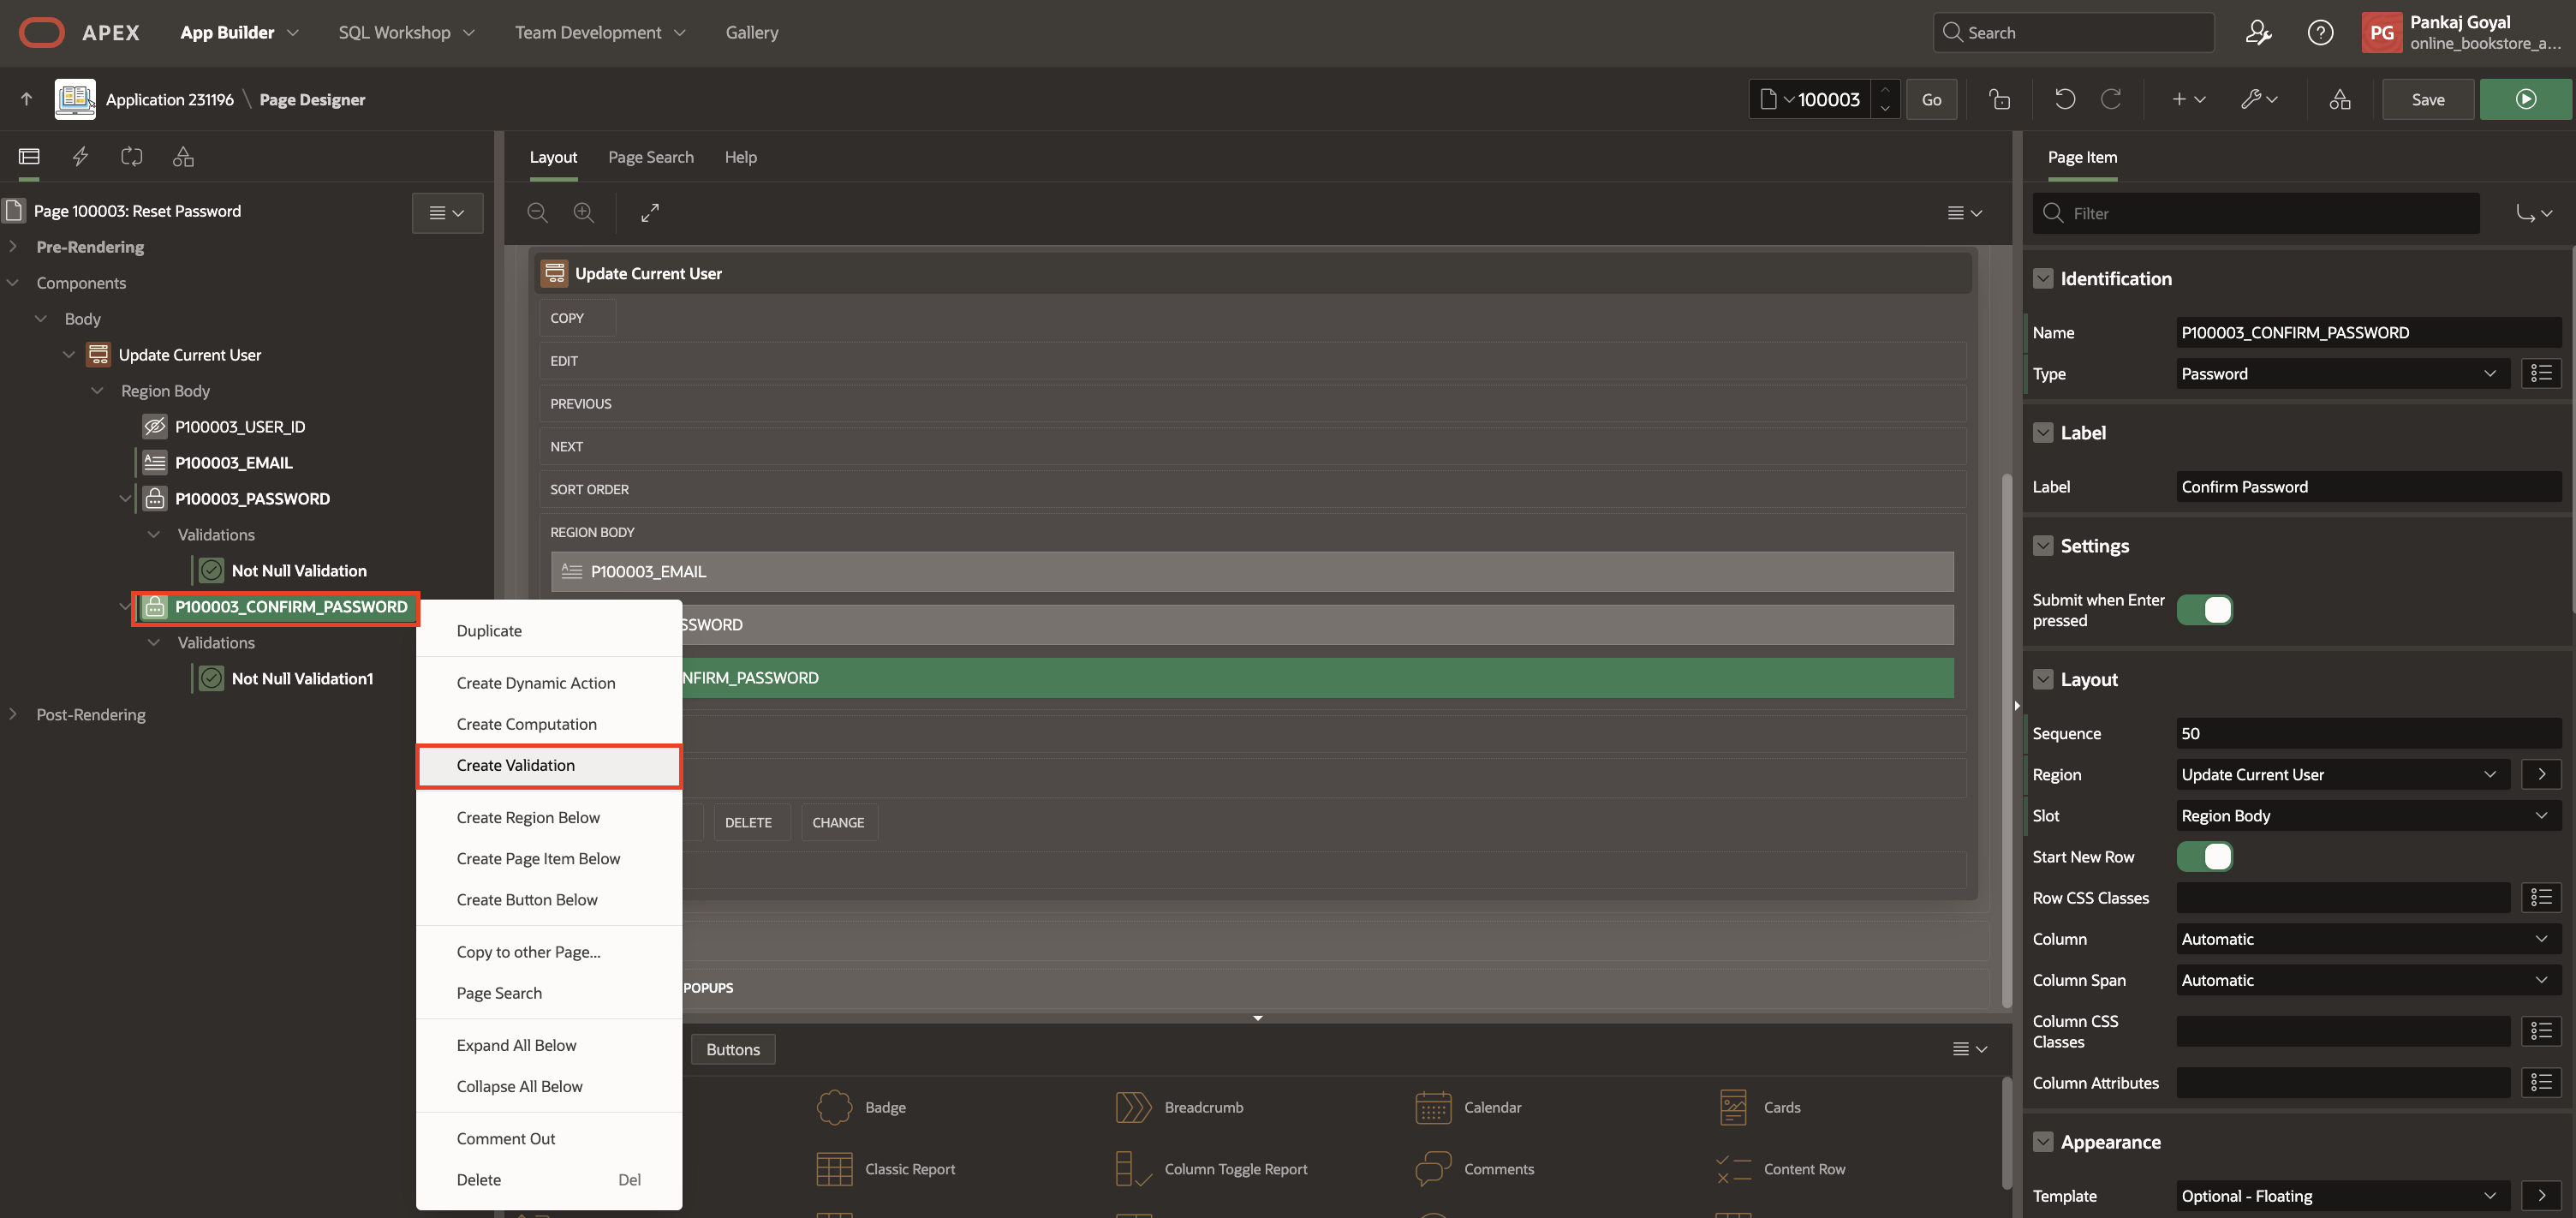 APEX App Builder SQL Workshop Team Development Gallery Search PG Pankaj Goyal
online_bookstore_a...
Application 231196 \ Page Designer 100003 Go Save
Layout Page Search Help
Page 100003: Reset Password
Pre-Rendering
Components
Body
Update Current User
Region Body
P100003_USER_ID
P100003_EMAIL
P100003_PASSWORD
Validations
Not Null Validation
P100003_CONFIRM_PASSWORD
Validations
Not Null Validation1
Post-Rendering
Duplicate
Create Dynamic Action
Create Computation
Create Validation
Create Region Below
Create Page Item Below
Create Button Below
Copy to other Page...
Page Search
Expand All Below
Collapse All Below
Comment Out
Delete Del
Update Current User
COPY
EDIT
PREVIOUS
NEXT
SORT ORDER
REGION BODY
P100003_EMAIL
SSWORD
NFIRM_PASSWORD
DELETE CHANGE
POPUPS
Buttons
Badge Breadcrumb Calendar Cards
Classic Report Column Toggle Report Comments Content Row
Page Item
Filter
Identification
Name P100003_CONFIRM_PASSWORD
Type Password
Label
Label Confirm Password
Settings
Submit when Enter
pressed
Layout
Sequence 50
Region Update Current User
Slot Region Body
Start New Row
Row CSS Classes
Column Automatic
Column Span Automatic
Column CSS
Classes
Column Attributes
Appearance
Template Optional - Floating